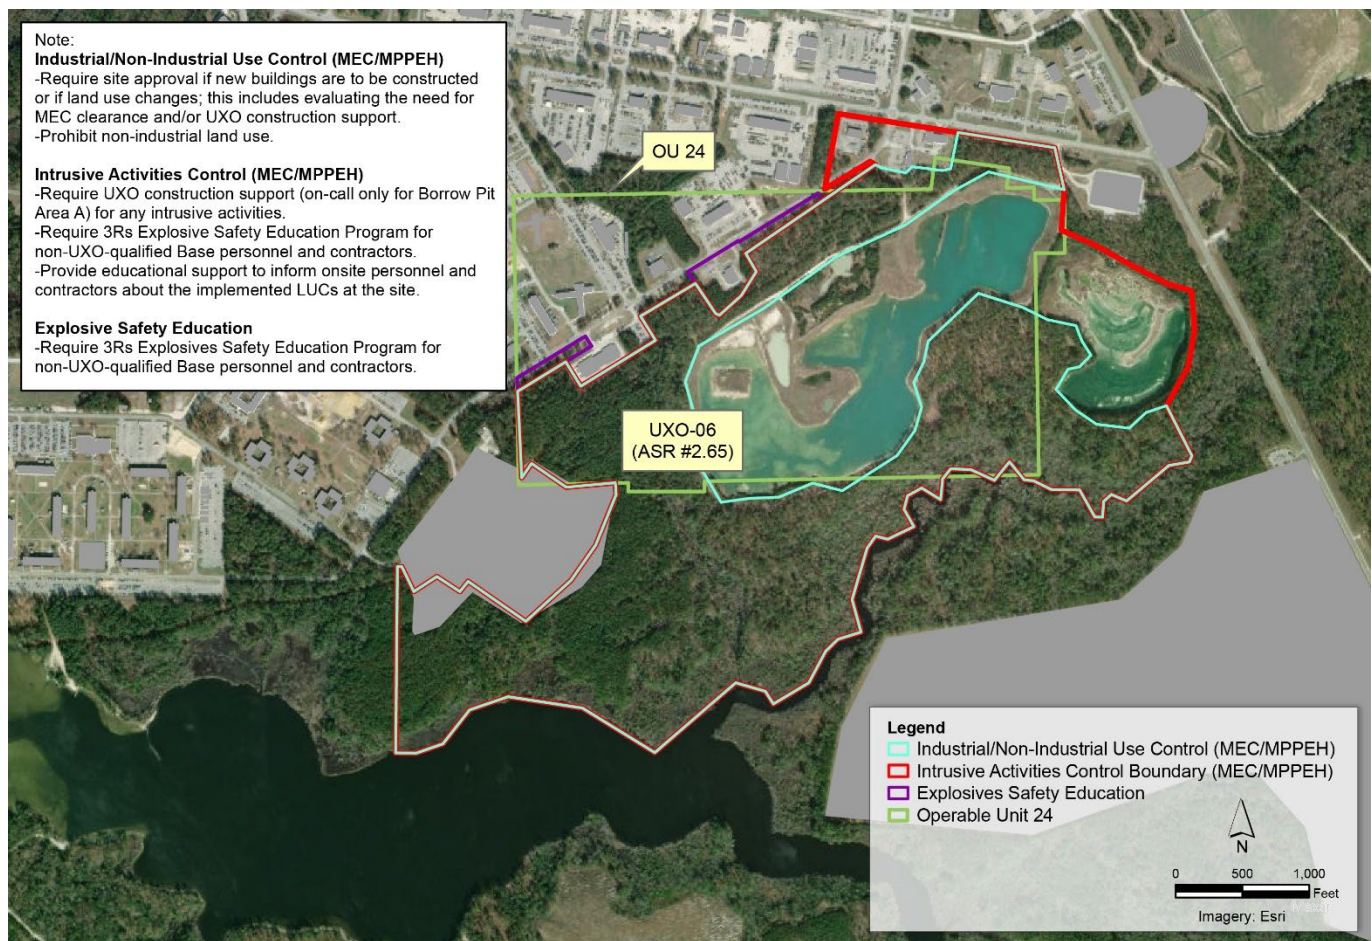 Note:
Industrial/Non-Industrial Use Control (MEC/MPPEH)
-Require site approval if new buildings are to be constructed
or if land use changes; this includes evaluating the need for
MEC clearance and/or UXO construction support.
-Prohibit non-industrial land use.
Intrusive Activities Control (MEC/MPPEH)
-Require UXO construction support (on-call only for Borrow Pit
Area A) for any intrusive activities.
-Require 3Rs Explosive Safety Education Program for
non-UXO-qualified Base personnel and contractors.
-Provide educational support to inform onsite personnel and
contractors about the implemented LUCs at the site.
Explosive Safety Education
-Require 3Rs Explosives Safety Education Program for
non-UXO-qualified Base personnel and contractors.
OU 24
UXO-06
(ASR #2.65)
Legend
Industrial/Non-Industrial Use Control (MEC/MPPEH)
Intrusive Activities Control Boundary (MEC/MPPEH)
Explosives Safety Education
Operable Unit 24
N
0 500 1,000
Feet
Imagery: Esri